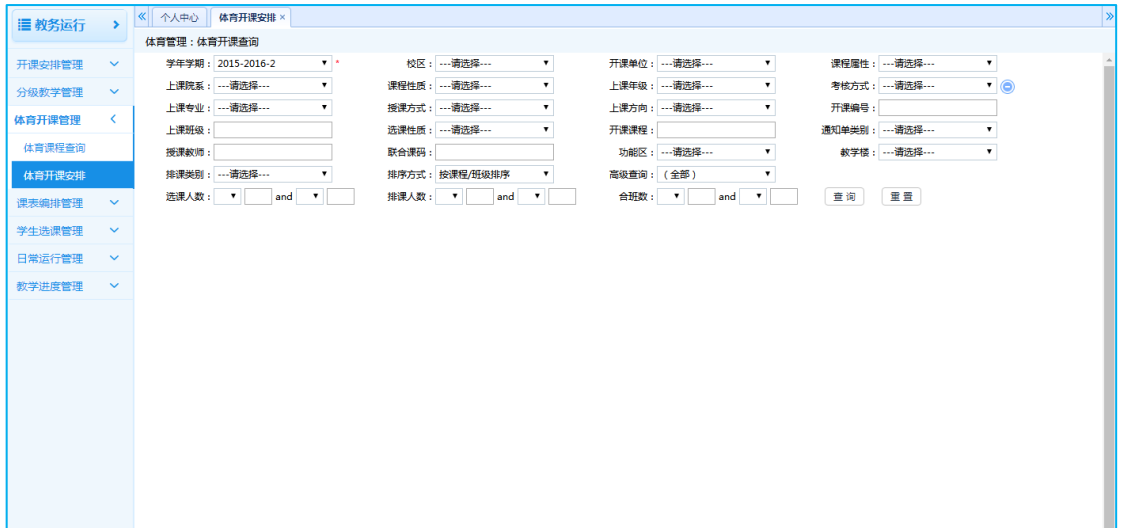 教务运行
个人中心 体育开课安排 ×
体育管理：体育开课查询
开课安排管理
分级教学管理
体育开课管理
体育课程查询
体育开课安排
课表编排管理
学生选课管理
日常运行管理
教学进度管理
学年学期： 2015-2016-2 * 校区： ---请选择--- 开课单位： ---请选择--- 课程属性： ---请选择---
上课院系： ---请选择--- 课程性质： ---请选择--- 上课年级： ---请选择--- 考核方式： ---请选择---
上课专业： ---请选择--- 授课方式： ---请选择--- 上课方向： ---请选择--- 开课编号：
上课班级： 选课性质： ---请选择--- 开课课程： 通知单类别： ---请选择---
授课教师： 联合课码： 功能区： ---请选择--- 教学楼： ---请选择---
排课类别： ---请选择--- 排序方式： 按课程/班级排序 高级查询： （全部）
选课人数： and 排课人数： and 合班数： and 查 询 重 置